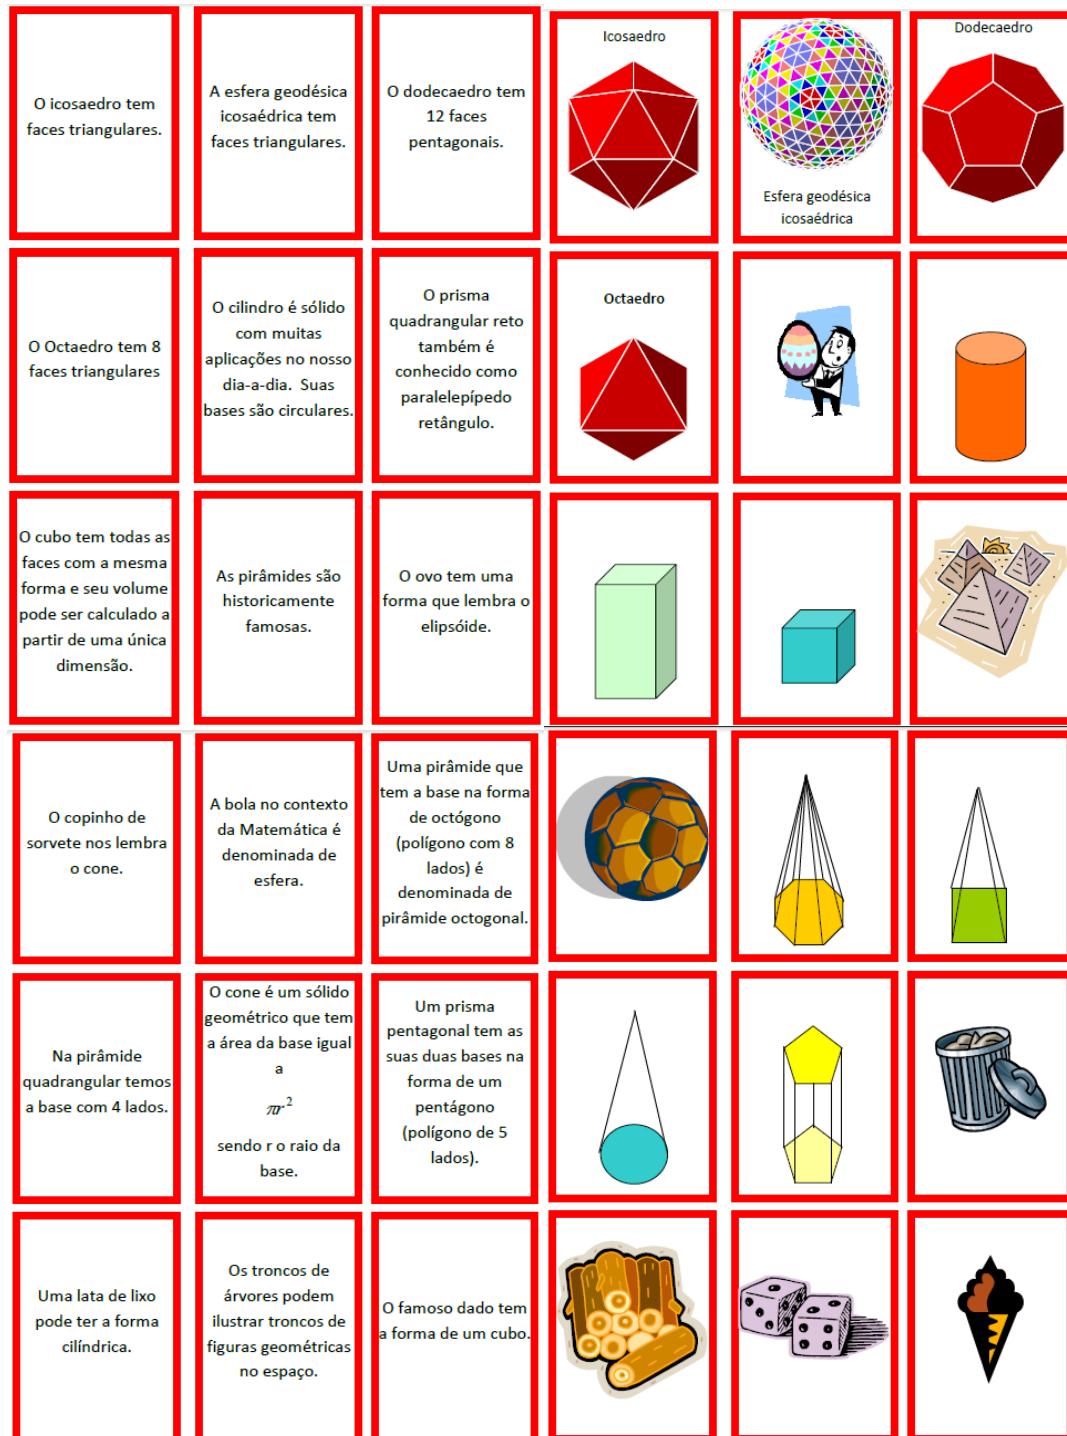 O icosaedro tem
faces triangulares.
A esfera geodésica
icosaédrica tem
faces triangulares.
O dodecaedro tem
12 faces
pentagonais.
Icosaedro
Esfera geodésica
icosaédrica
Dodecaedro
O Octaedro tem 8
faces triangulares
O cilindro é sólido
com muitas
aplicações no nosso
dia-a-dia. Suas
bases são circulares.
O prisma
quadrangular reto
também é
conhecido como
paralelepípedo
retângulo.
Octaedro
O cubo tem todas as
faces com a mesma
forma e seu volume
pode ser calculado a
partir de uma única
dimensão.
As pirâmides são
historicamente
famosas.
O ovo tem uma
forma que lembra o
elipsóide.
O copinho de
sorvete nos lembra
o cone.
A bola no contexto
da Matemática é
denominada de
esfera.
Uma pirâmide que
tem a base na forma
de octógono
(polígono com 8
lados) é
denominada de
pirâmide octogonal.
Na pirâmide
quadrangular temos
a base com 4 lados.
O cone é um sólido
geométrico que tem
a área da base igual
a
πr²
sendo r o raio da
base.
Um prisma
pentagonal tem as
suas duas bases na
forma de um
pentágono
(polígono de 5
lados).
Uma lata de lixo
pode ter a forma
cilíndrica.
Os troncos de
árvores podem
ilustrar troncos de
figuras geométricas
no espaço.
O famoso dado tem
a forma de um cubo.